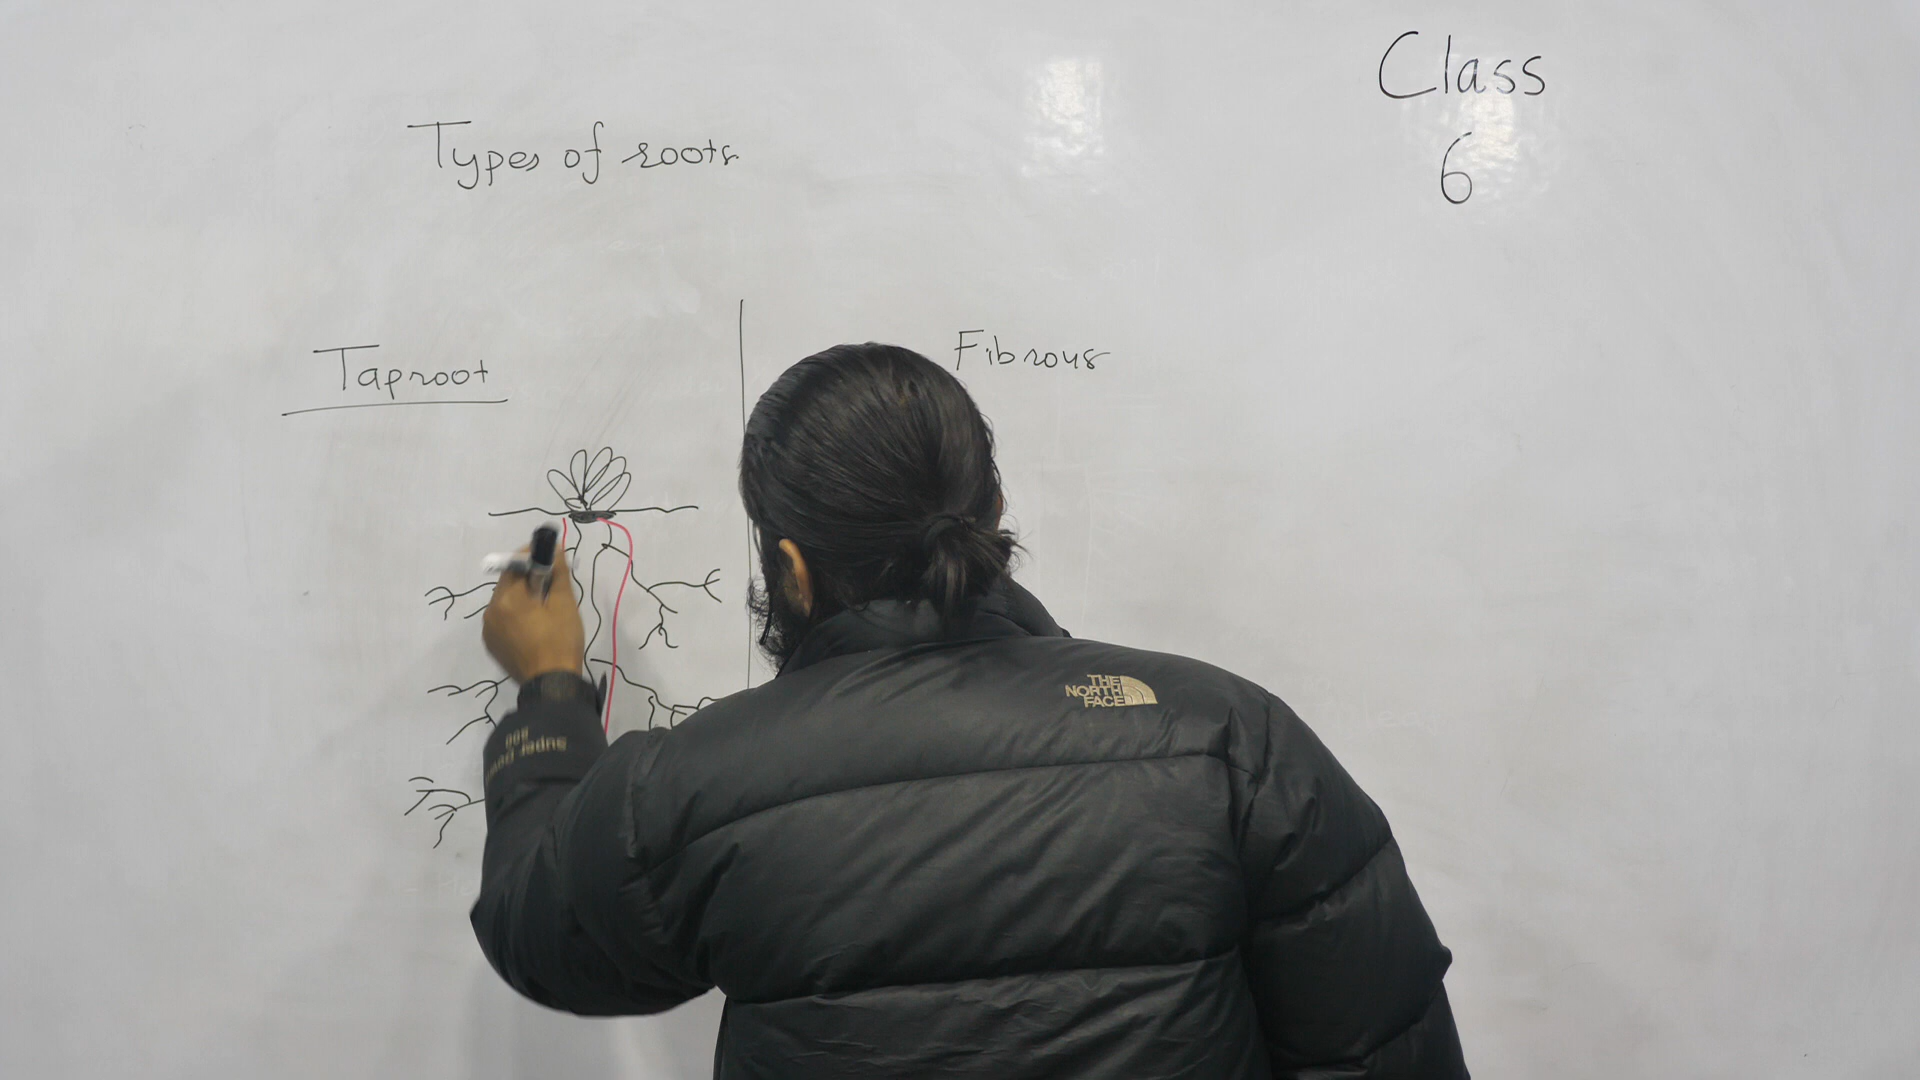 Class
6
Types of roots
Taproot
Fibrous
THE
NORTH
FACE